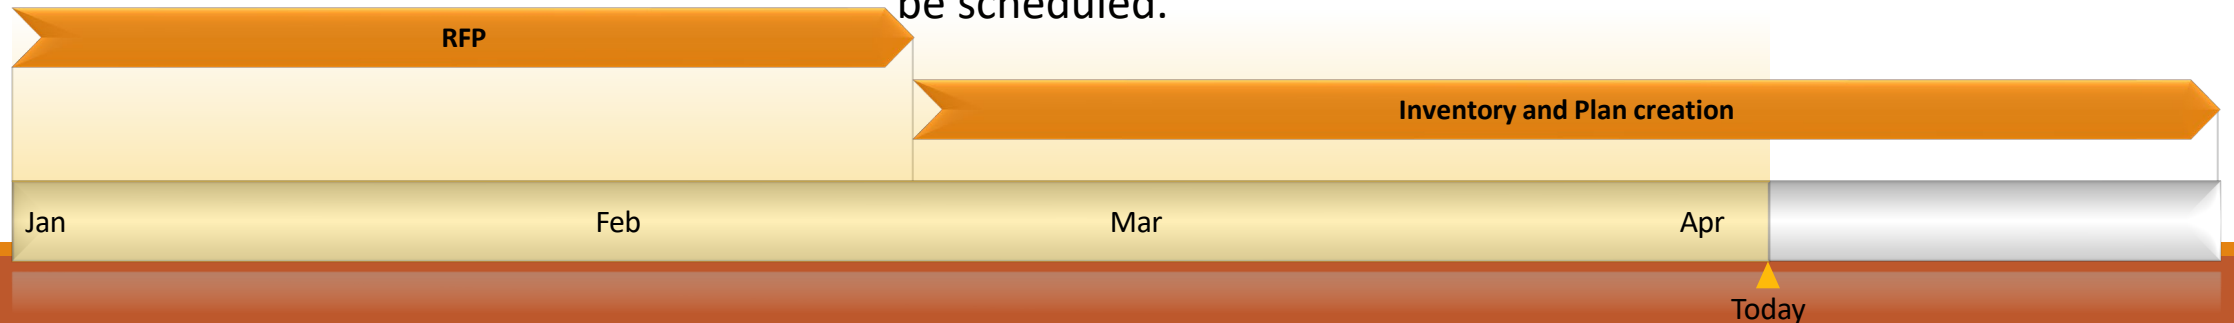 be scheduled.
RFP
Inventory and Plan creation
Jan Feb Mar Apr
Today